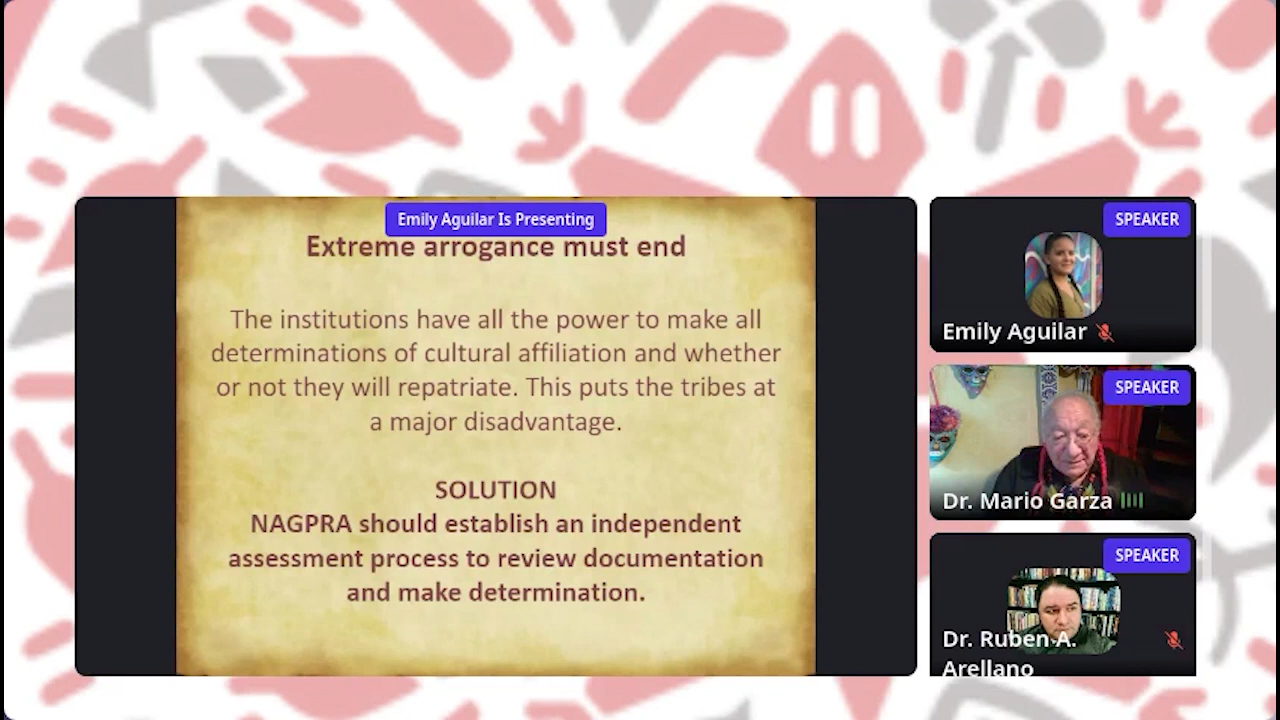 Emily Aguilar Is Presenting
Extreme arrogance must end
The institutions have all the power to make all
determinations of cultural affiliation and whether
or not they will repatriate. This puts the tribes at
a major disadvantage.
SOLUTION
NAGPRA should establish an independent
assessment process to review documentation
and make determination.
SPEAKER
Emily Aguilar
SPEAKER
Dr. Mario Garza
SPEAKER
Dr. Ruben A.
Arellano